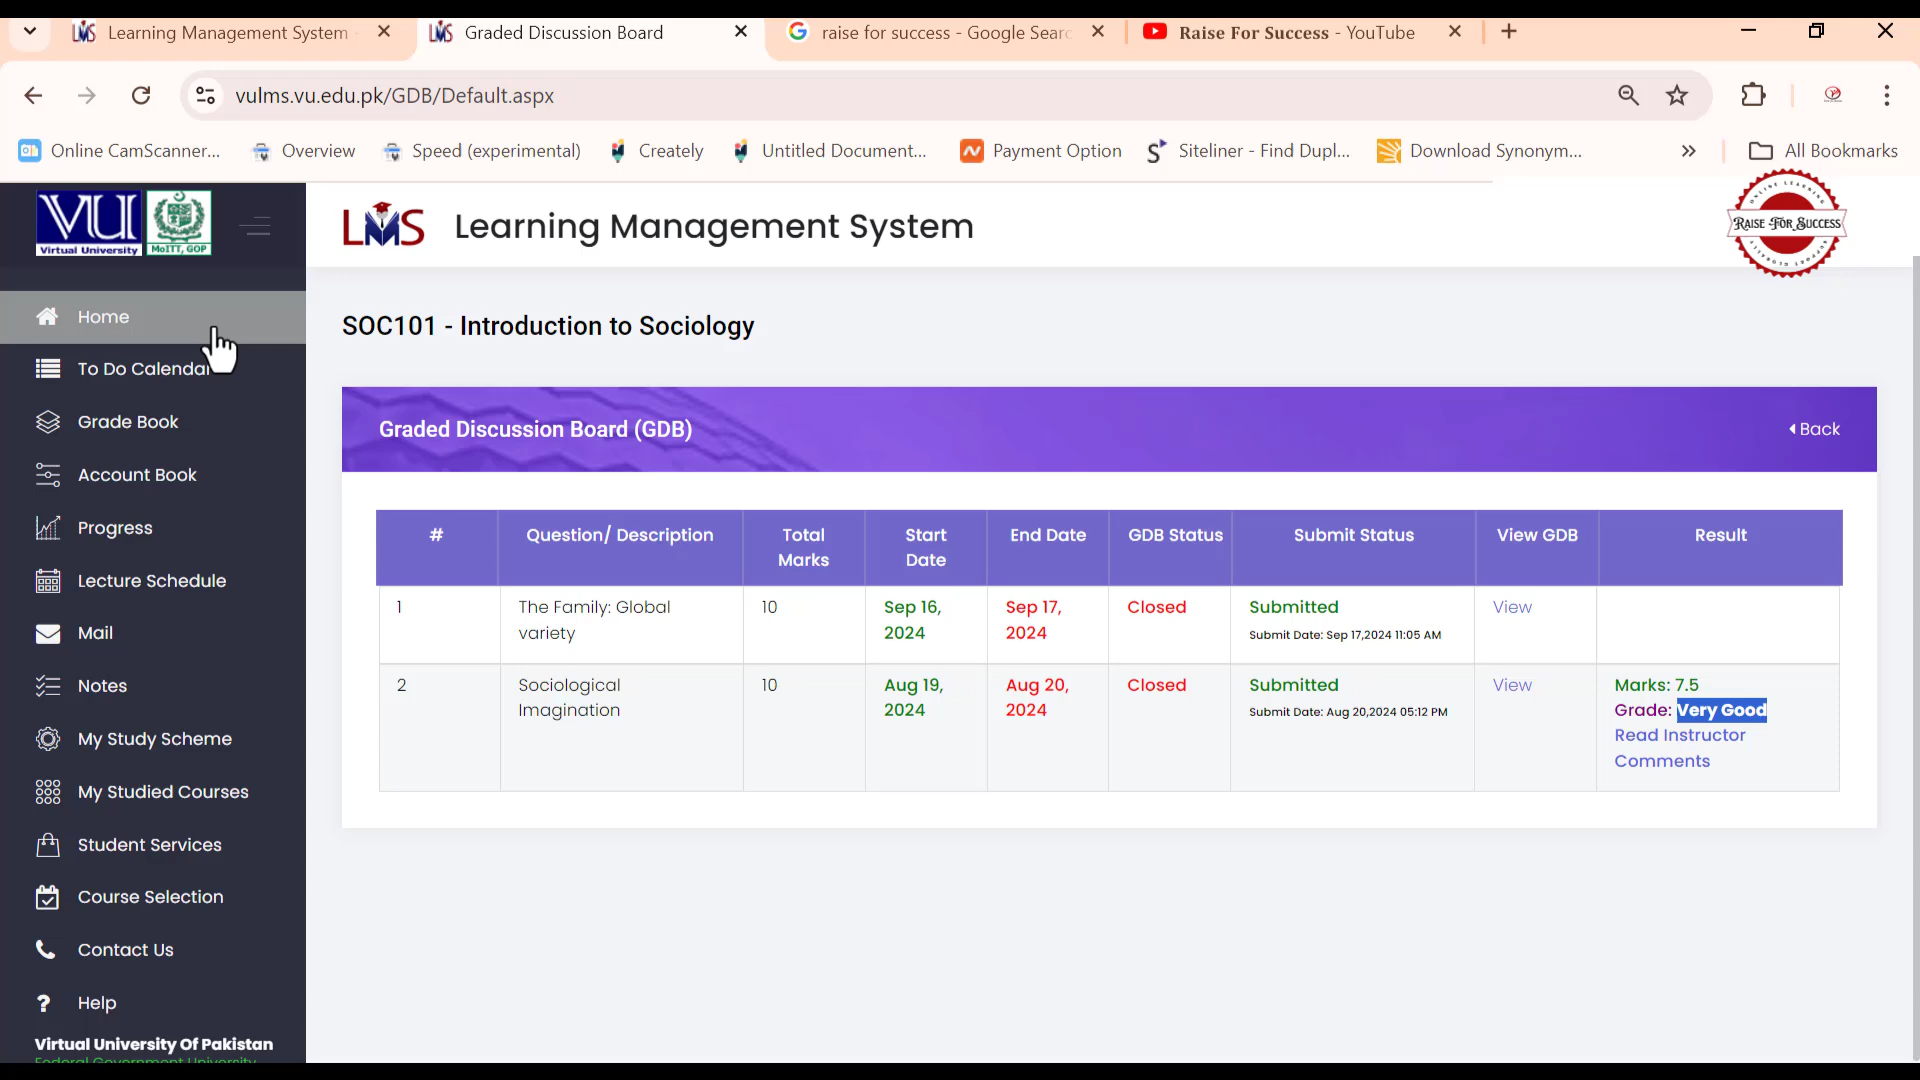 Learning Management System -
Graded Discussion Board
raise for success - Google Searc
Raise For Success - YouTube
vulms.vu.edu.pk/GDB/Default.aspx
Online CamScanner...
Overview
Speed (experimental)
Creately
Untitled Document...
Payment Option
Siteliner - Find Dupl...
Download Synonym...
All Bookmarks
VU
Virtual University
MoITT, GOP
LMS Learning Management System
ONLINE LEARNING
RAISE-FOR-SUCCESS
SUPPORT GLOBALLY
Home
To Do Calendar
Grade Book
Account Book
Progress
Lecture Schedule
Mail
Notes
My Study Scheme
My Studied Courses
Student Services
Course Selection
Contact Us
Help
Virtual University Of Pakistan
Federal Government University
SOC101 - Introduction to Sociology
Graded Discussion Board (GDB)
Back
# Question/ Description Total Marks Start Date End Date GDB Status Submit Status View GDB Result
1 The Family: Global variety 10 Sep 16, 2024 Sep 17, 2024 Closed Submitted View
Submit Date: Sep 17,2024 11:05 AM
2 Sociological Imagination 10 Aug 19, 2024 Aug 20, 2024 Closed Submitted View Marks: 7.5
Submit Date: Aug 20,2024 05:12 PM
Grade: Very Good
Read Instructor
Comments